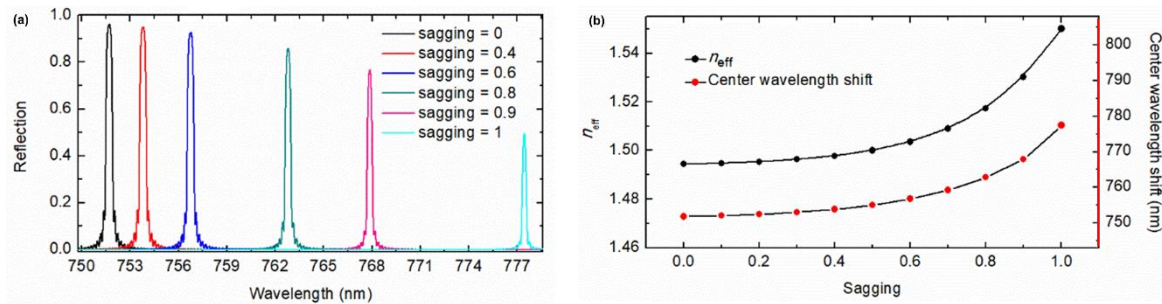 (a)
sagging = 0
sagging = 0.4
sagging = 0.6
sagging = 0.8
sagging = 0.9
sagging = 1
Reflection
1.0
0.8
0.6
0.4
0.2
0.0
750 753 756 759 762 765 768 771 774 777
Wavelength (nm)
(b)
neff
Center wavelength shift
neff
1.54
1.52
1.50
1.48
1.46
0.0 0.2 0.4 0.6 0.8 1.0
Sagging
800
790
780
770
760
750
Center wavelength
shift (nm)